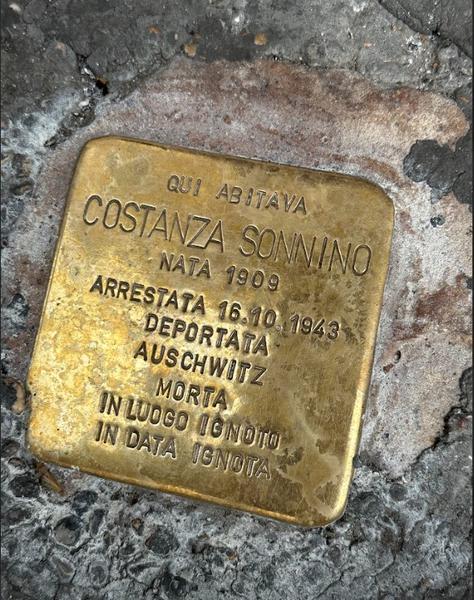 QUI ABITAVA
COSTANZA SONNINO
NATA 1909
ARRESTATA 16.10.1943
DEPORTATA
AUSCHWITZ
MORTA
IN LUOGO IGNOTO
IN DATA IGNOTA